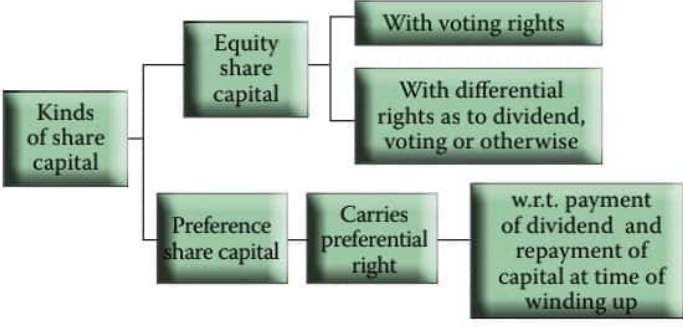 Kinds
of share
capital
Equity
share
capital
With voting rights
With differential
rights as to dividend,
voting or otherwise
Preference
share capital
Carries
preferential
right
w.r.t. payment
of dividend and
repayment of
capital at time of
winding up